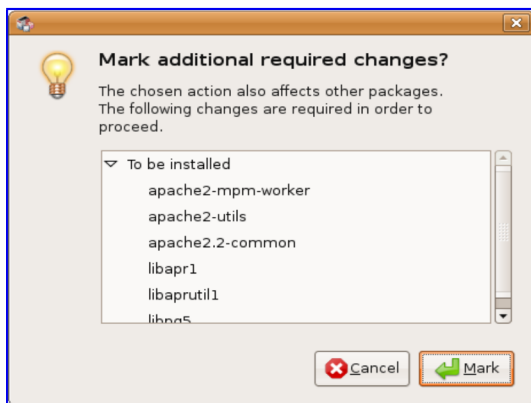 Mark additional required changes?
The chosen action also affects other packages.
The following changes are required in order to
proceed.
To be installed
apache2-mpm-worker
apache2-utils
apache2.2-common
libapr1
libaprutil1
libpq5
Cancel
Mark